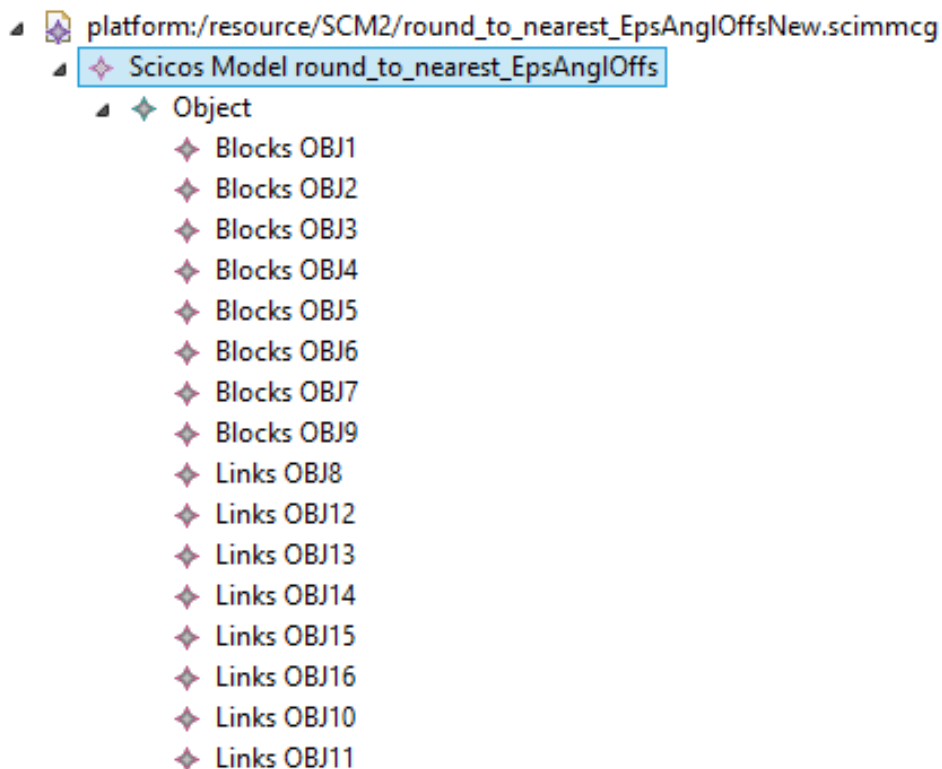 platform:/resource/SCM2/round_to_nearest_EpsAnglOffsNew.scimmcg
Scicos Model round_to_nearest_EpsAnglOffs
Object
Blocks OBJ1
Blocks OBJ2
Blocks OBJ3
Blocks OBJ4
Blocks OBJ5
Blocks OBJ6
Blocks OBJ7
Blocks OBJ9
Links OBJ8
Links OBJ12
Links OBJ13
Links OBJ14
Links OBJ15
Links OBJ16
Links OBJ10
Links OBJ11